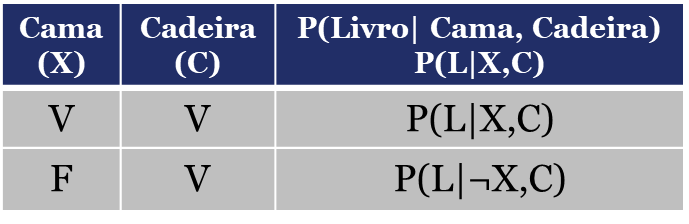 Cama (X) Cadeira (C) P(Livro| Cama, Cadeira) P(L|X,C)
V V P(L|X,C)
F V P(L|¬X,C)